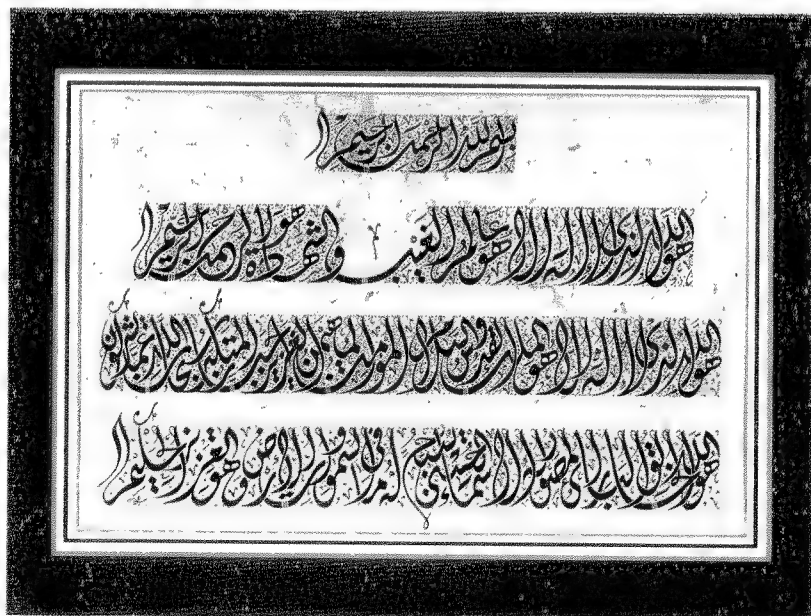 بسم الله الرحمن الرحيم
هو الله الذي لا إله إلا هو عالم الغيب والشهادة هو الرحمن الرحيم
هو الله الذي لا إله إلا هو الملك القدوس السلام المؤمن المهيمن العزيز الجبار المتكبر سبحان الله عما يشركون
هو الله الخالق البارئ المصور له الأسماء الحسنى يسبح له ما في السموات والأرض وهو العزيز الحكيم